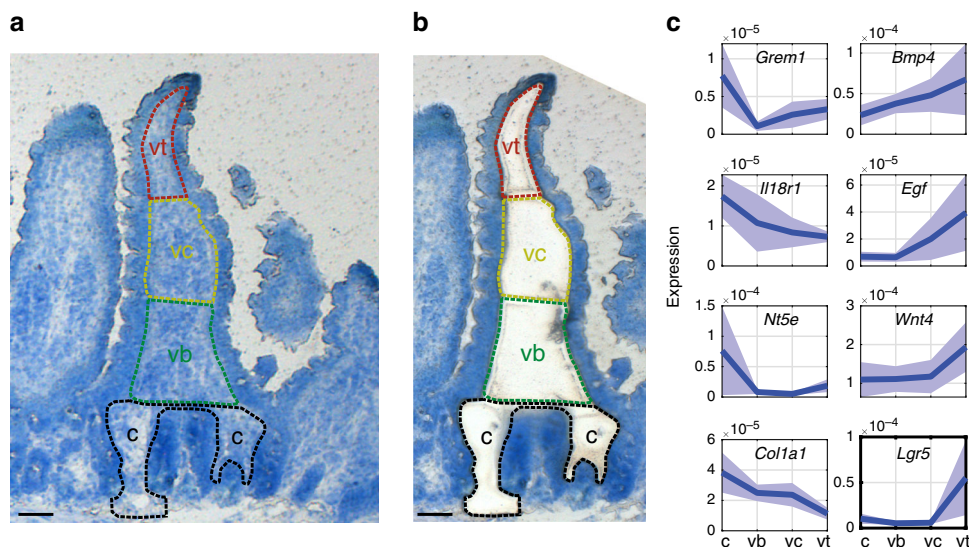 a
b
c
vt
vc
vb
c
c
vt
vc
vb
c
c
Expression
×10⁻⁵
Grem1
1
0.5
0
×10⁻⁴
Bmp4
1
0.5
0
×10⁻⁵
Il18r1
2
1
0
×10⁻⁵
Egf
6
4
2
0
×10⁻⁴
Nt5e
1.5
1
0.5
0
×10⁻⁴
Wnt4
3
2
1
×10⁻⁵
Col1a1
6
4
2
0
c vb vc vt
×10⁻⁴
Lgr5
1
0.5
0
c vb vc vt